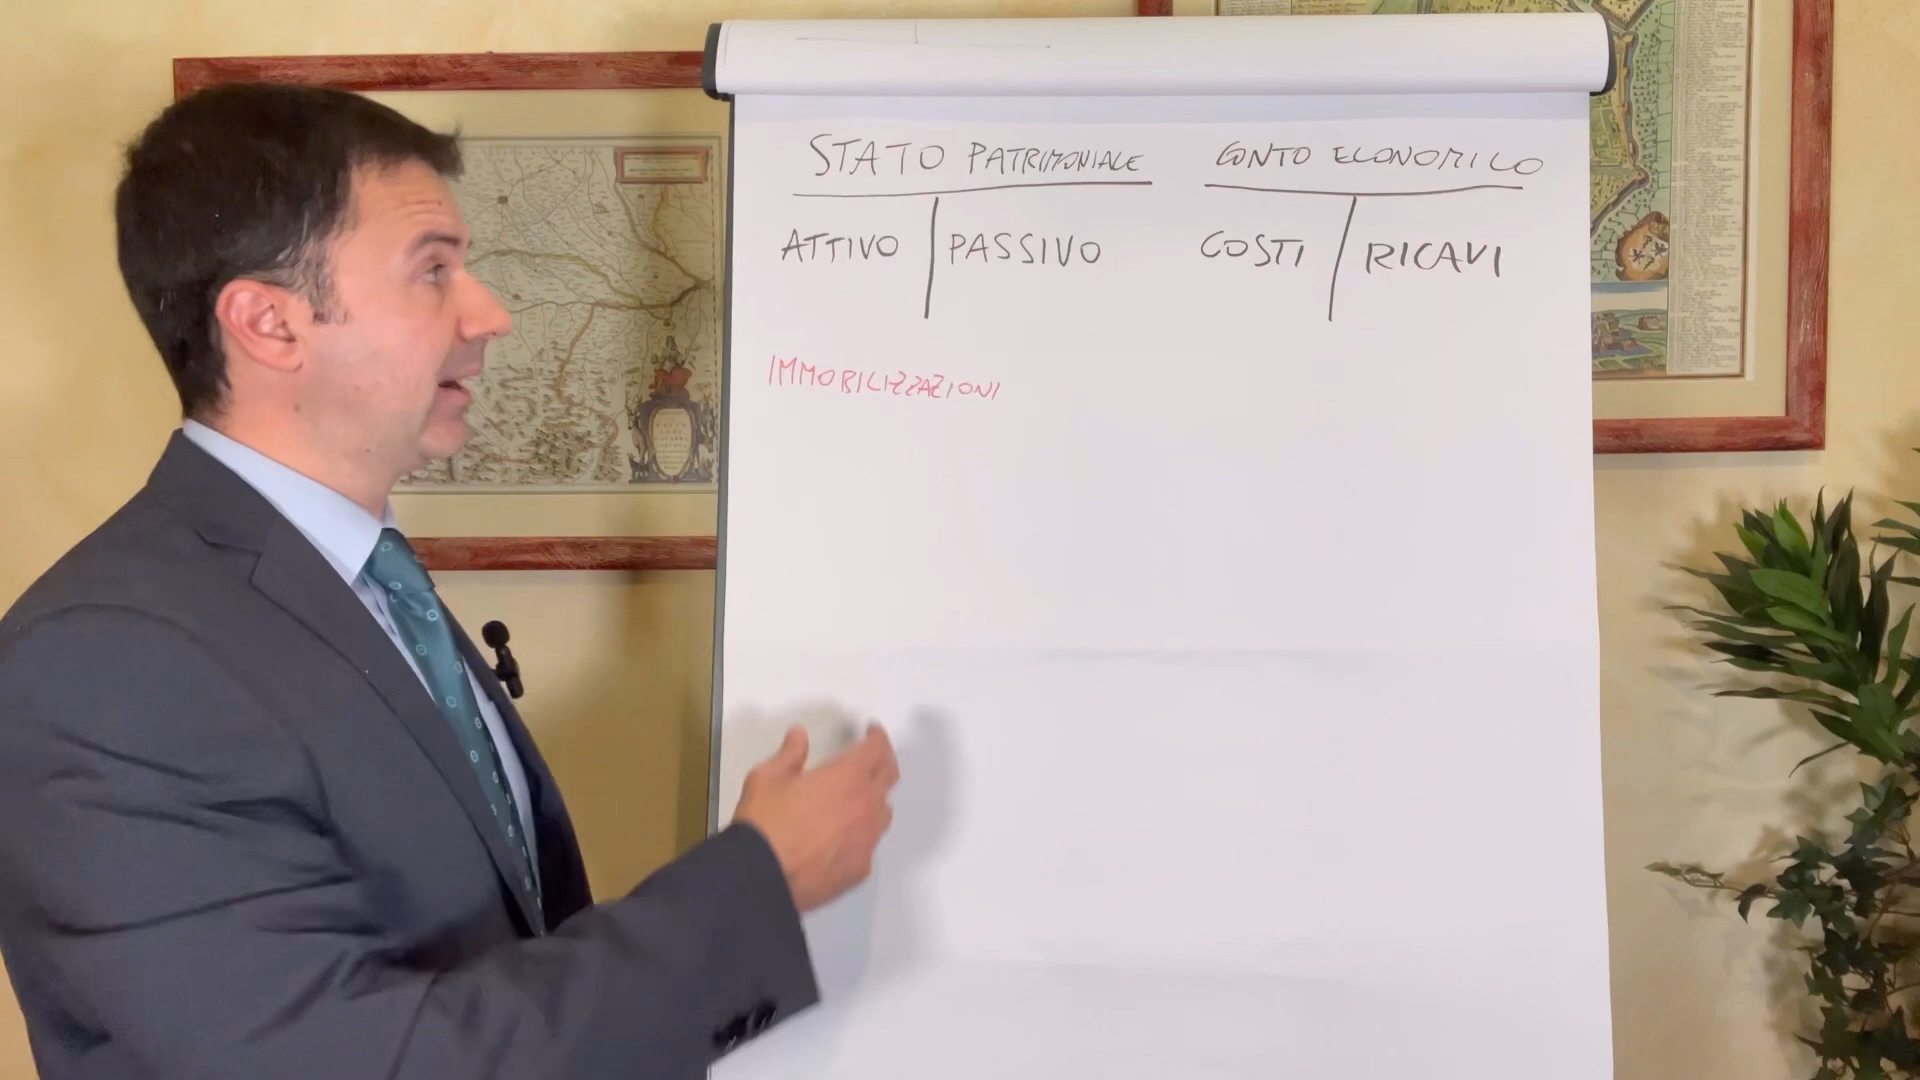 STATO PATRIMONIALE
ATTIVO PASSIVO
IMMOBILIZZAZIONI
CONTO ECONOMICO
COSTI RICAVI